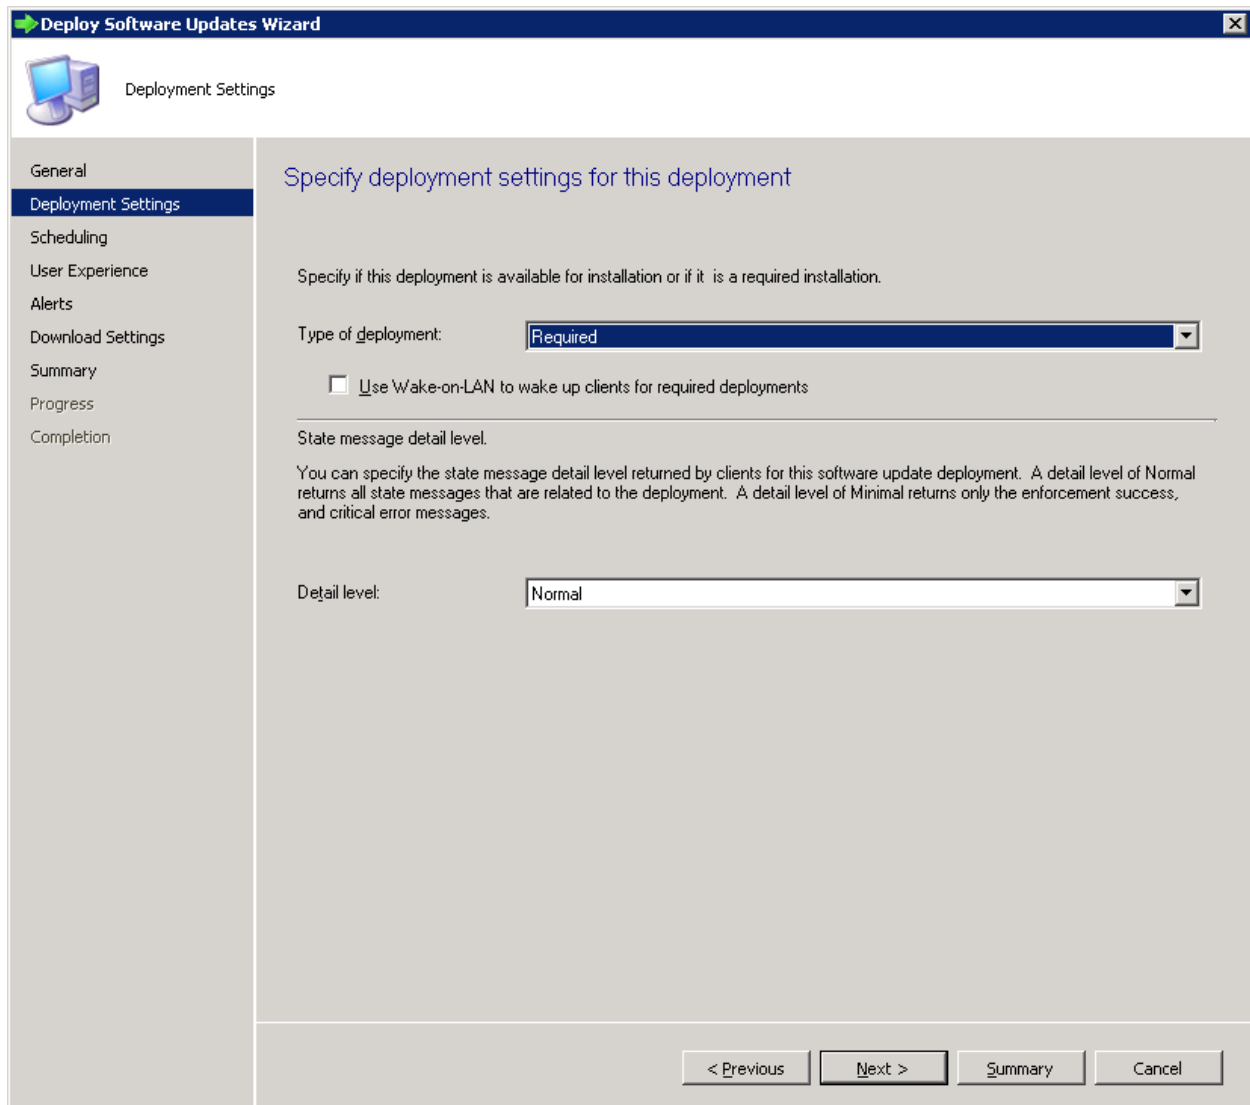 Deploy Software Updates Wizard
Deployment Settings
General
Deployment Settings
Scheduling
User Experience
Alerts
Download Settings
Summary
Progress
Completion
Specify deployment settings for this deployment
Specify if this deployment is available for installation or if it  is a required installation.
Type of deployment:
Required
Use Wake-on-LAN to wake up clients for required deployments
State message detail level.
You can specify the state message detail level returned by clients for this software update deployment.  A detail level of Normal
returns all state messages that are related to the deployment.  A detail level of Minimal returns only the enforcement success,
and critical error messages.
Detail level:
Normal
< Previous
Next >
Summary
Cancel